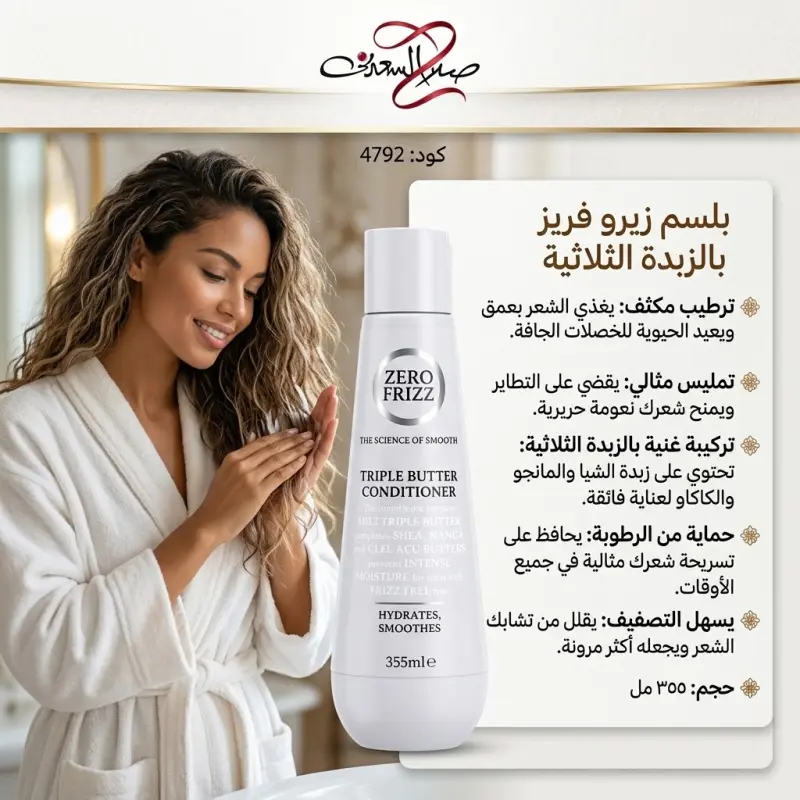 صلاح السعدني
كود: 4792
بلسم زيرو فريز
بالزبدة الثلاثية
ترطيب مكثف: يغذي الشعر بعمق
ويعيد الحيوية للخصلات الجافة.
تمليس مثالي: يقضي على التطاير
ويمنح شعرك نعومة حريرية.
تركيبة غنية بالزبدة الثلاثية:
تحتوي على زبدة الشيا والمانجو
والكاكاو لعناية فائقة.
حماية من الرطوبة: يحافظ على
تسريحة شعرك مثالية في جميع
الأوقات.
يسهل التصفيف: يقلل من تشابك
الشعر ويجعله أكثر مرونة.
حجم: ٣٥٥ مل
ZERO
FRIZZ
THE SCIENCE OF SMOOTH
TRIPLE BUTTER
CONDITIONER
TRIPLE BUTTER
SHEA,
BUTTERS
INTENSE
MOISTURE for
FRIZZ FREE
HYDRATES,
SMOOTHES
355ml℮